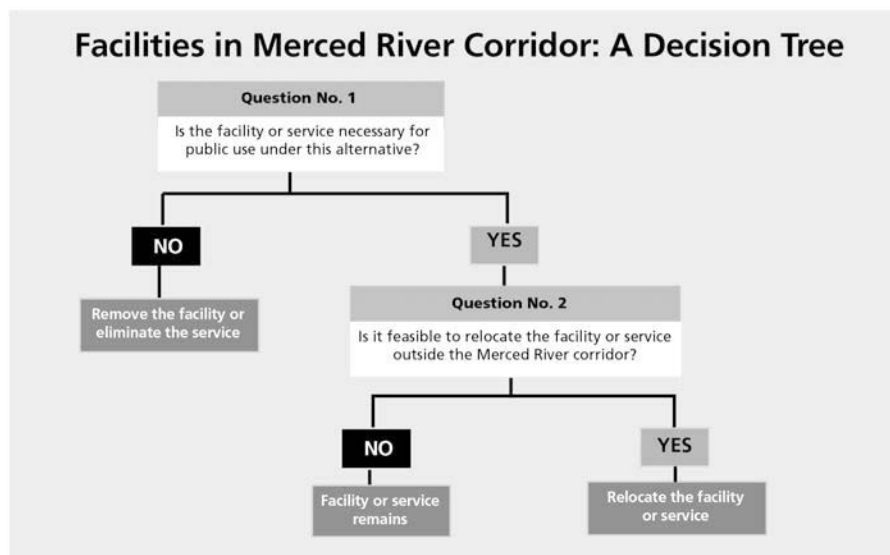 Facilities in Merced River Corridor: A Decision Tree
Question No. 1
Is the facility or service necessary for
public use under this alternative?
NO
YES
Remove the facility or
eliminate the service
Question No. 2
Is it feasible to relocate the facility or service
outside the Merced River corridor?
NO
YES
Facility or service
remains
Relocate the facility
or service